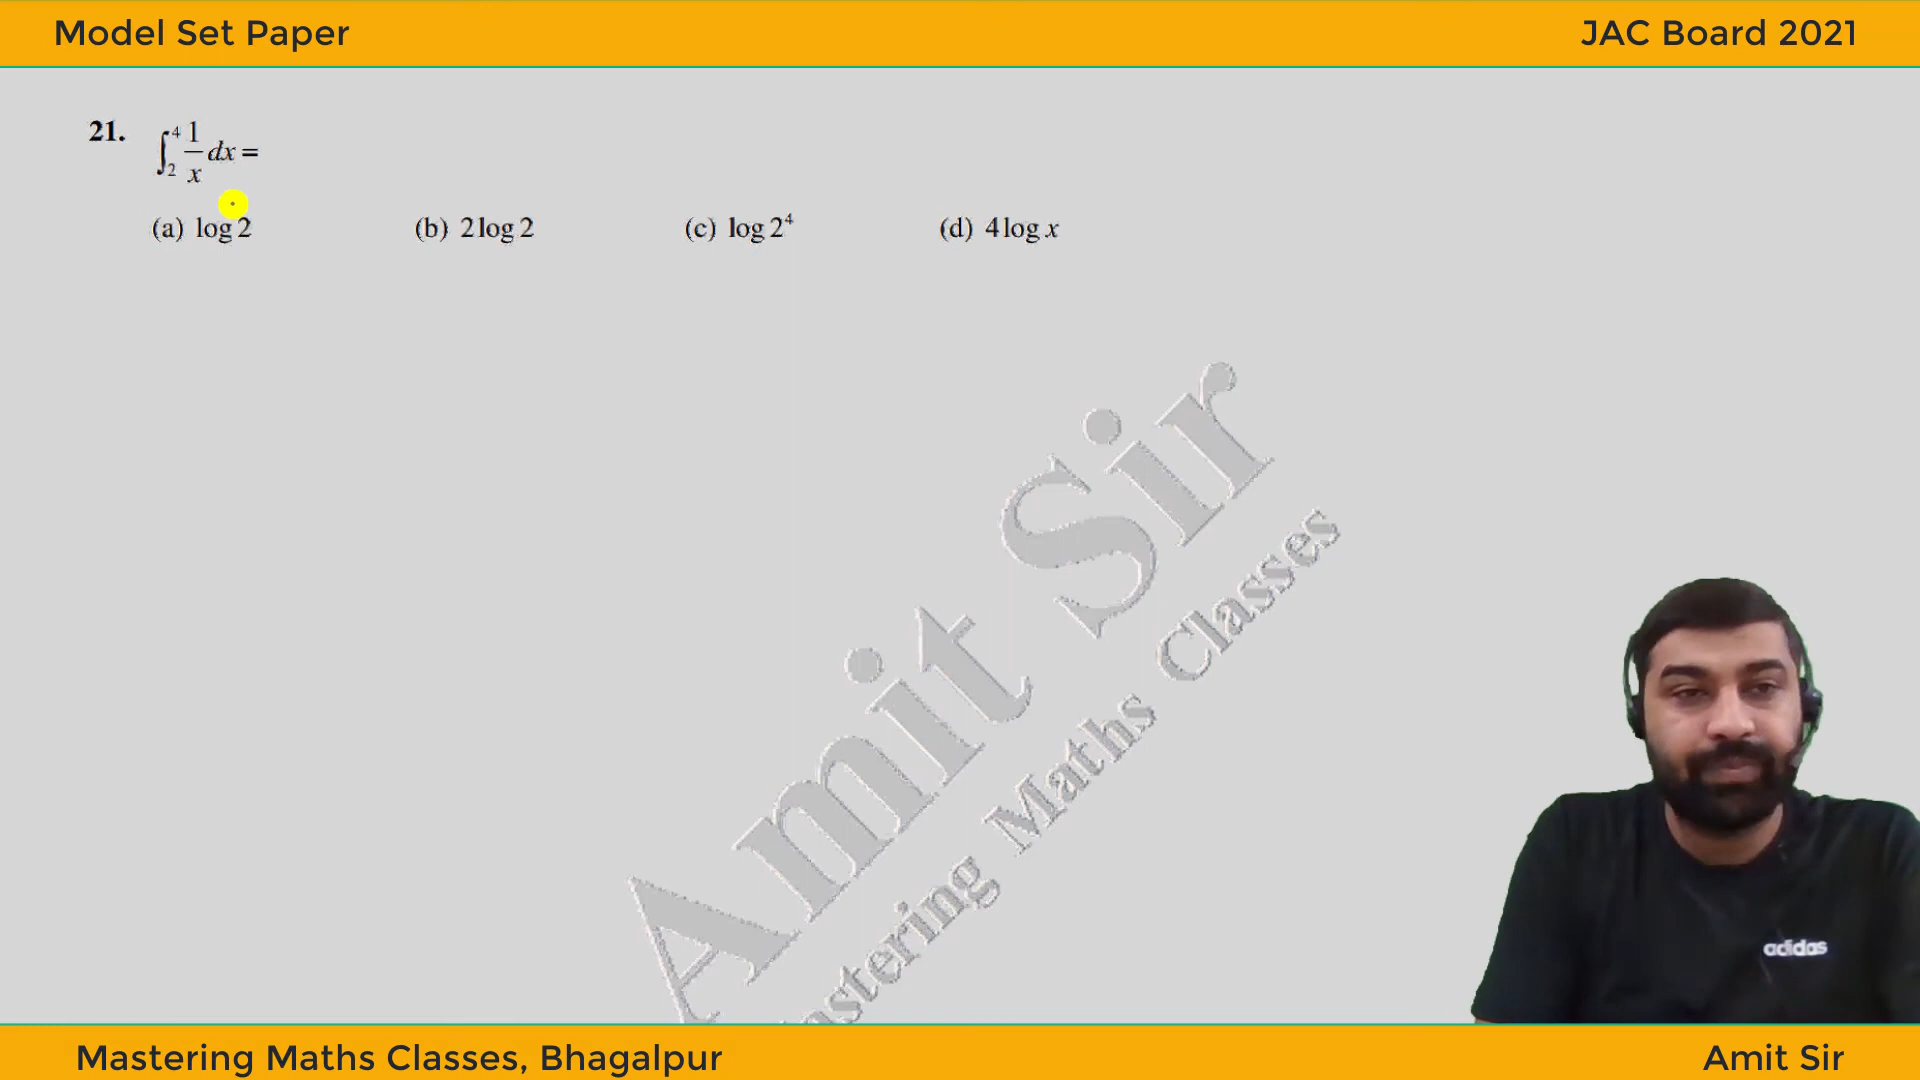 Model Set Paper
JAC Board 2021
21. ∫₂⁴ 1/x dx =
(a) log 2 (b) 2 log 2 (c) log 2⁴ (d) 4 log x
Amit Sir
Mastering Maths Classes
adidas
Mastering Maths Classes, Bhagalpur
Amit Sir